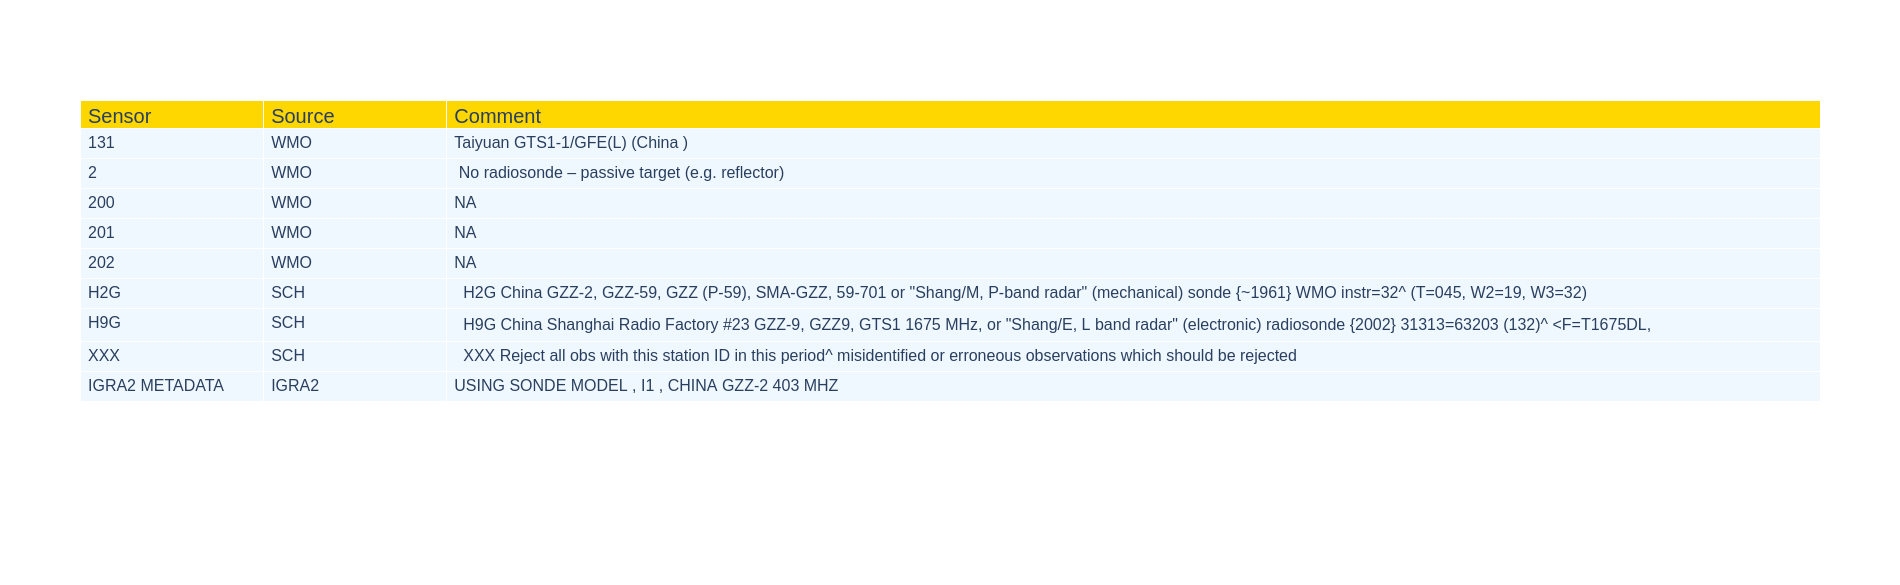 Sensor Source Comment
131 WMO Taiyuan GTS1-1/GFE(L) (China )
2 WMO No radiosonde – passive target (e.g. reflector)
200 WMO NA
201 WMO NA
202 WMO NA
H2G SCH H2G China GZZ-2, GZZ-59, GZZ (P-59), SMA-GZZ, 59-701 or "Shang/M, P-band radar" (mechanical) sonde {~1961} WMO instr=32^ (T=045, W2=19, W3=32)
H9G SCH H9G China Shanghai Radio Factory #23 GZZ-9, GZZ9, GTS1 1675 MHz, or "Shang/E, L band radar" (electronic) radiosonde {2002} 31313=63203 (132)^ <F=T1675DL,
XXX SCH XXX Reject all obs with this station ID in this period^ misidentified or erroneous observations which should be rejected
IGRA2 METADATA IGRA2 USING SONDE MODEL , I1 , CHINA GZZ-2 403 MHZ